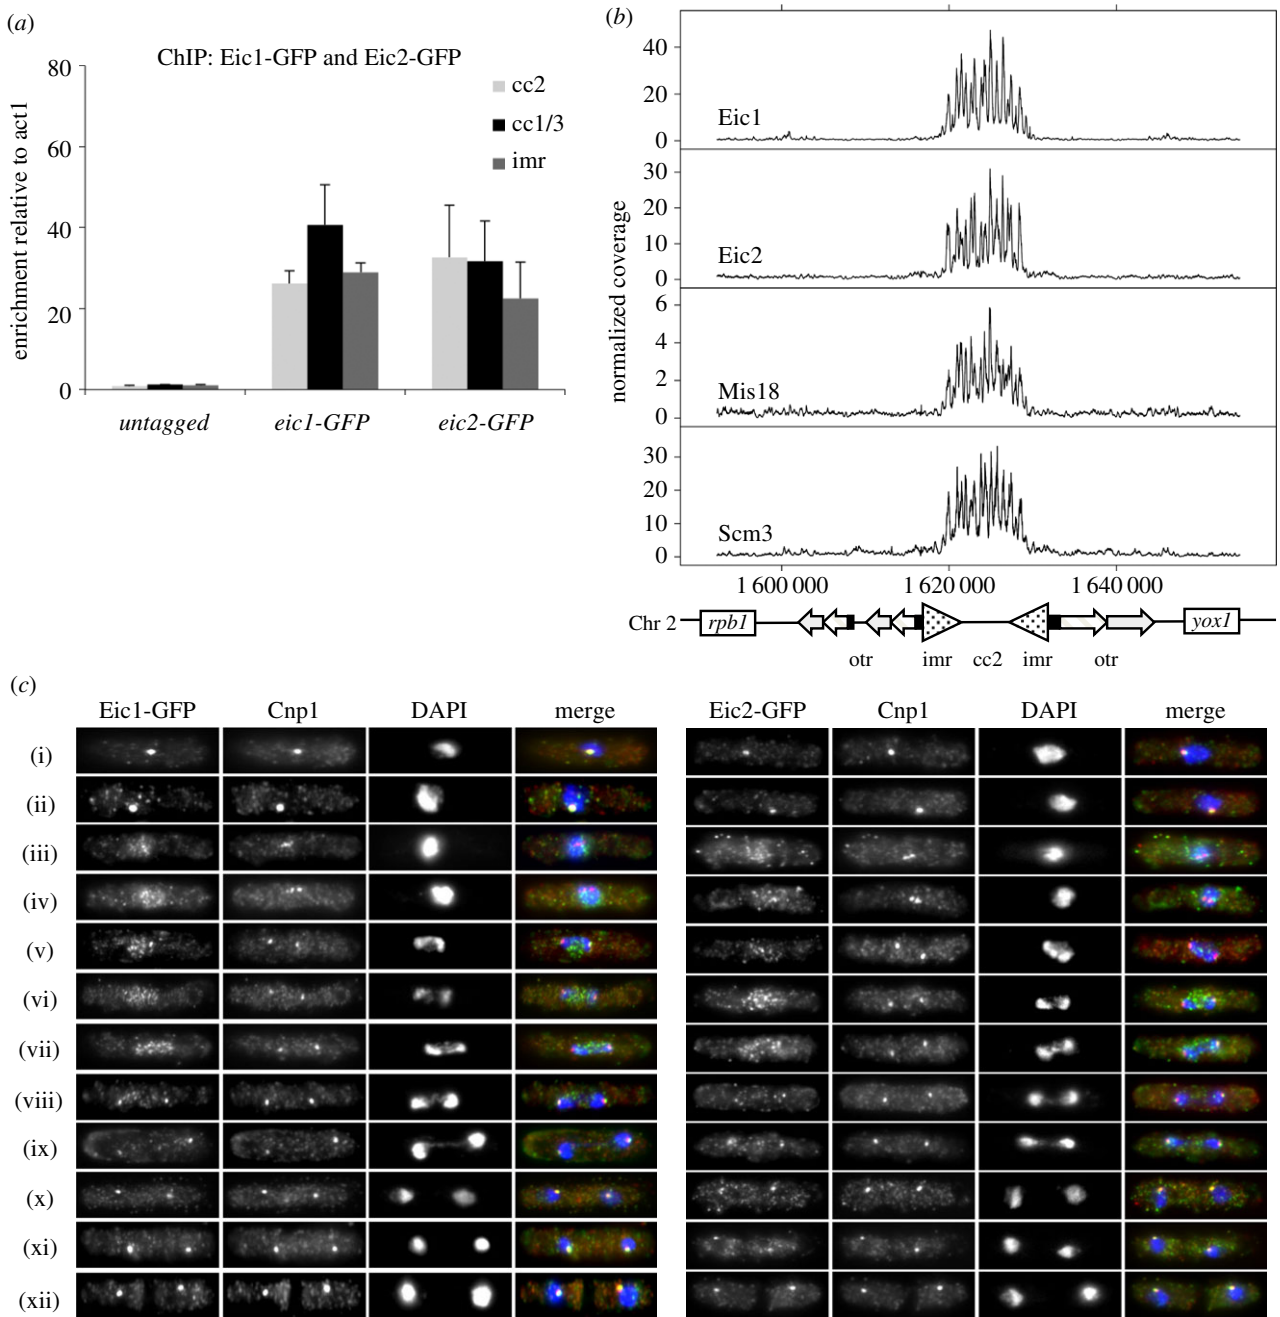 (a)
ChIP: Eic1-GFP and Eic2-GFP
80
60
40
20
0
enrichment relative to act1
cc2
cc1/3
imr
untagged
eic1-GFP
eic2-GFP
(b)
normalized coverage
40
20
0
Eic1
30
20
10
0
Eic2
6
4
2
0
Mis18
30
20
10
0
Scm3
1 600 000 1 620 000 1 640 000
Chr 2 rpb1 yox1
otr imr cc2 imr otr
(c)
Eic1-GFP Cnp1 DAPI merge Eic2-GFP Cnp1 DAPI merge
(i)
(ii)
(iii)
(iv)
(v)
(vi)
(vii)
(viii)
(ix)
(x)
(xi)
(xii)